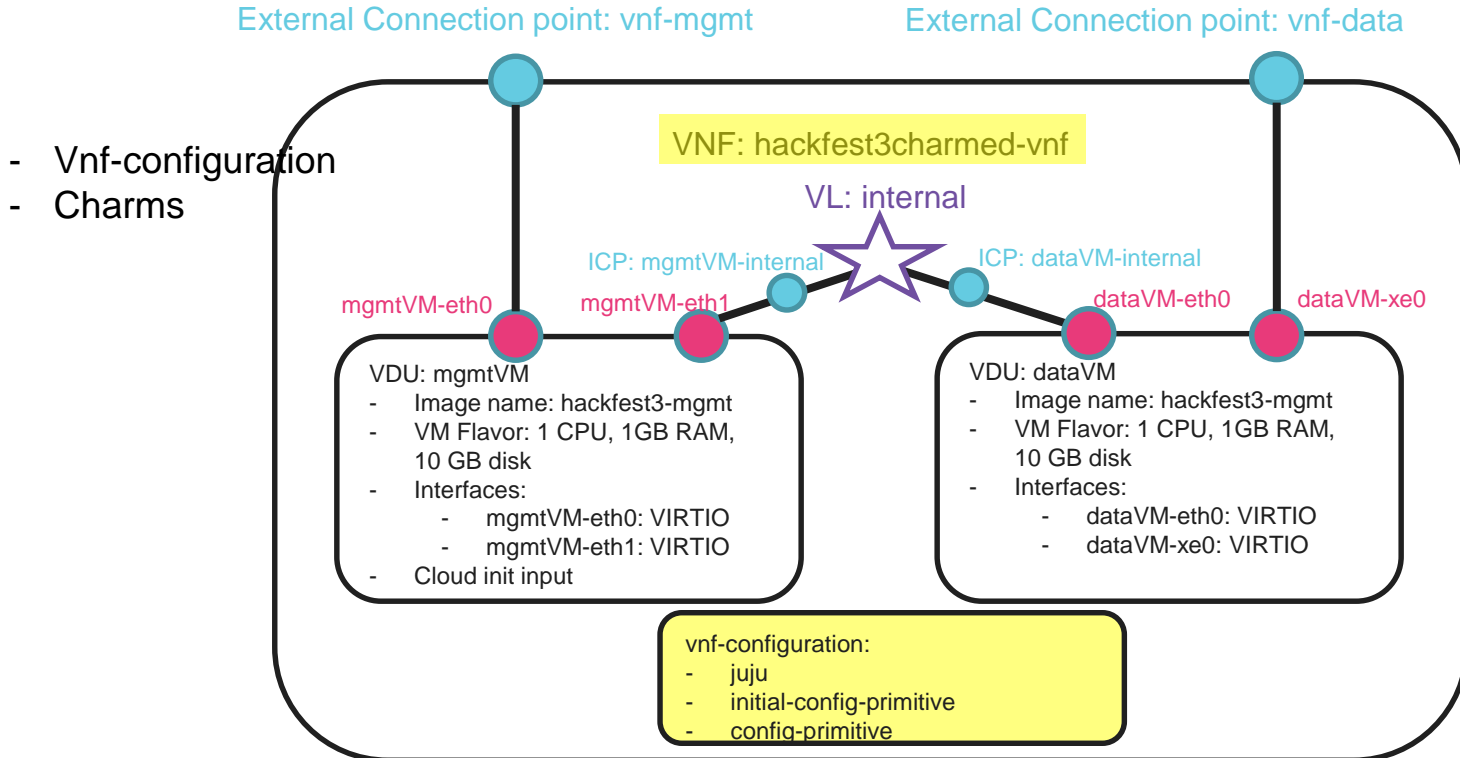 External Connection point: vnf-mgmt
External Connection point: vnf-data
- Vnf-configuration
- Charms
VNF: hackfest3charmed-vnf
VL: internal
ICP: mgmtVM-internal
ICP: dataVM-internal
mgmtVM-eth0
mgmtVM-eth1
dataVM-eth0
dataVM-xe0
VDU: mgmtVM
- Image name: hackfest3-mgmt
- VM Flavor: 1 CPU, 1GB RAM,
10 GB disk
- Interfaces:
- mgmtVM-eth0: VIRTIO
- mgmtVM-eth1: VIRTIO
- Cloud init input
VDU: dataVM
- Image name: hackfest3-mgmt
- VM Flavor: 1 CPU, 1GB RAM,
10 GB disk
- Interfaces:
- dataVM-eth0: VIRTIO
- dataVM-xe0: VIRTIO
vnf-configuration:
- juju
- initial-config-primitive
- config-primitive